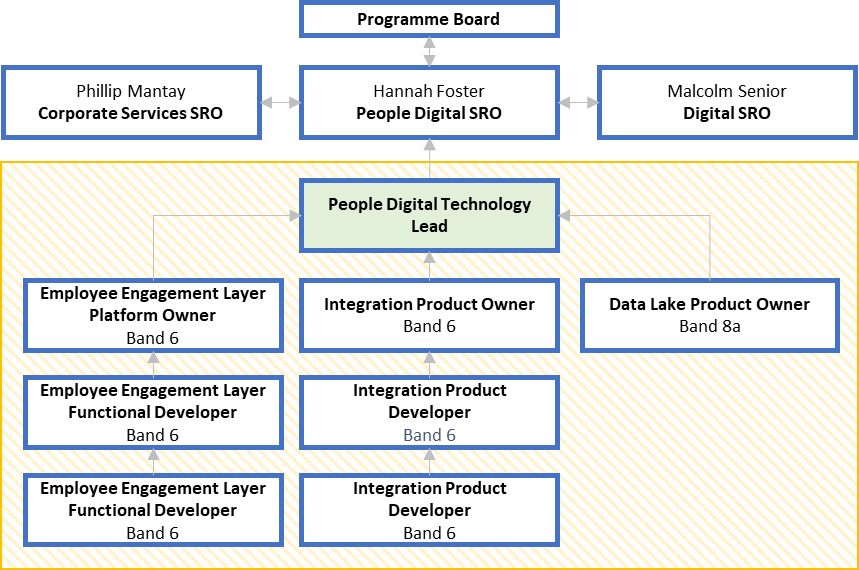 Programme Board
Phillip Mantay
Corporate Services SRO
Hannah Foster
People Digital SRO
Malcolm Senior
Digital SRO
People Digital Technology
Lead
Employee Engagement Layer
Platform Owner
Band 6
Integration Product Owner
Band 6
Data Lake Product Owner
Band 8a
Employee Engagement Layer
Functional Developer
Band 6
Integration Product
Developer
Band 6
Employee Engagement Layer
Functional Developer
Band 6
Integration Product
Developer
Band 6